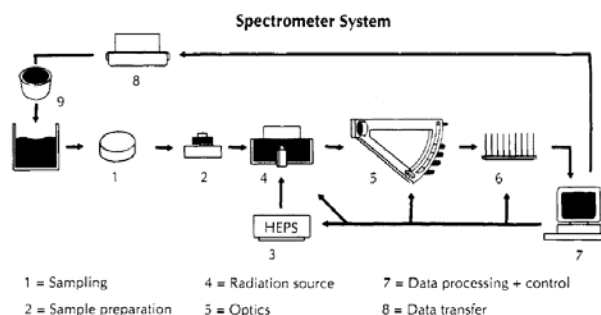 Spectrometer System
8
9
1
2
4
5
6
HEPS
3
7
1 = Sampling
4 = Radiation source
7 = Data processing + control
2 = Sample preparation
5 = Optics
8 = Data transfer